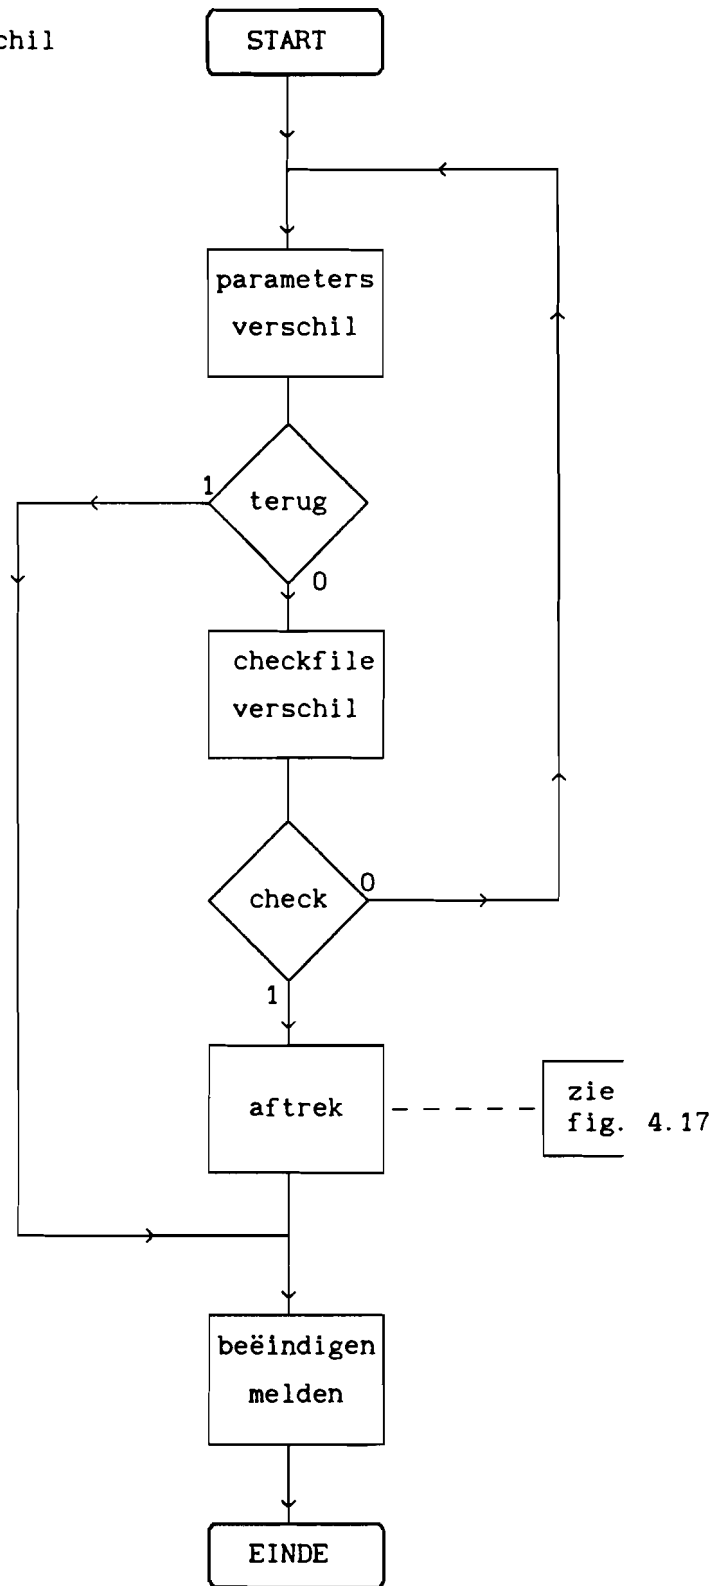 chil
START
parameters
verschil
1
terug
0
checkfile
verschil
check
0
1
aftrek
zie
fig. 4.17
beëindigen
melden
EINDE